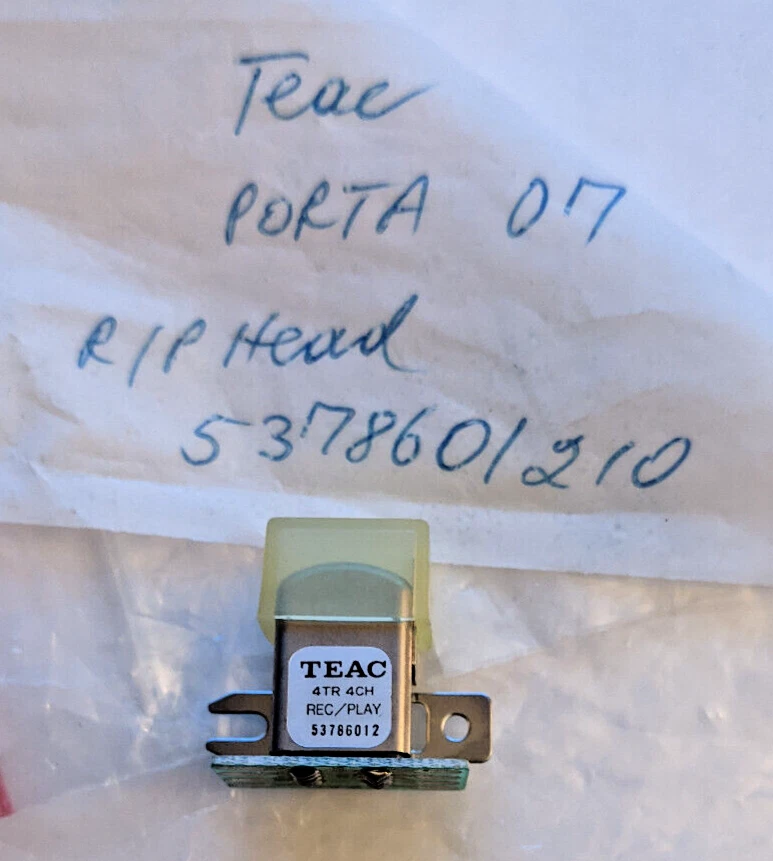 Teac
PORTA 07
R/P Head
5378601210
TEAC
4TR 4CH
REC/PLAY
53786012